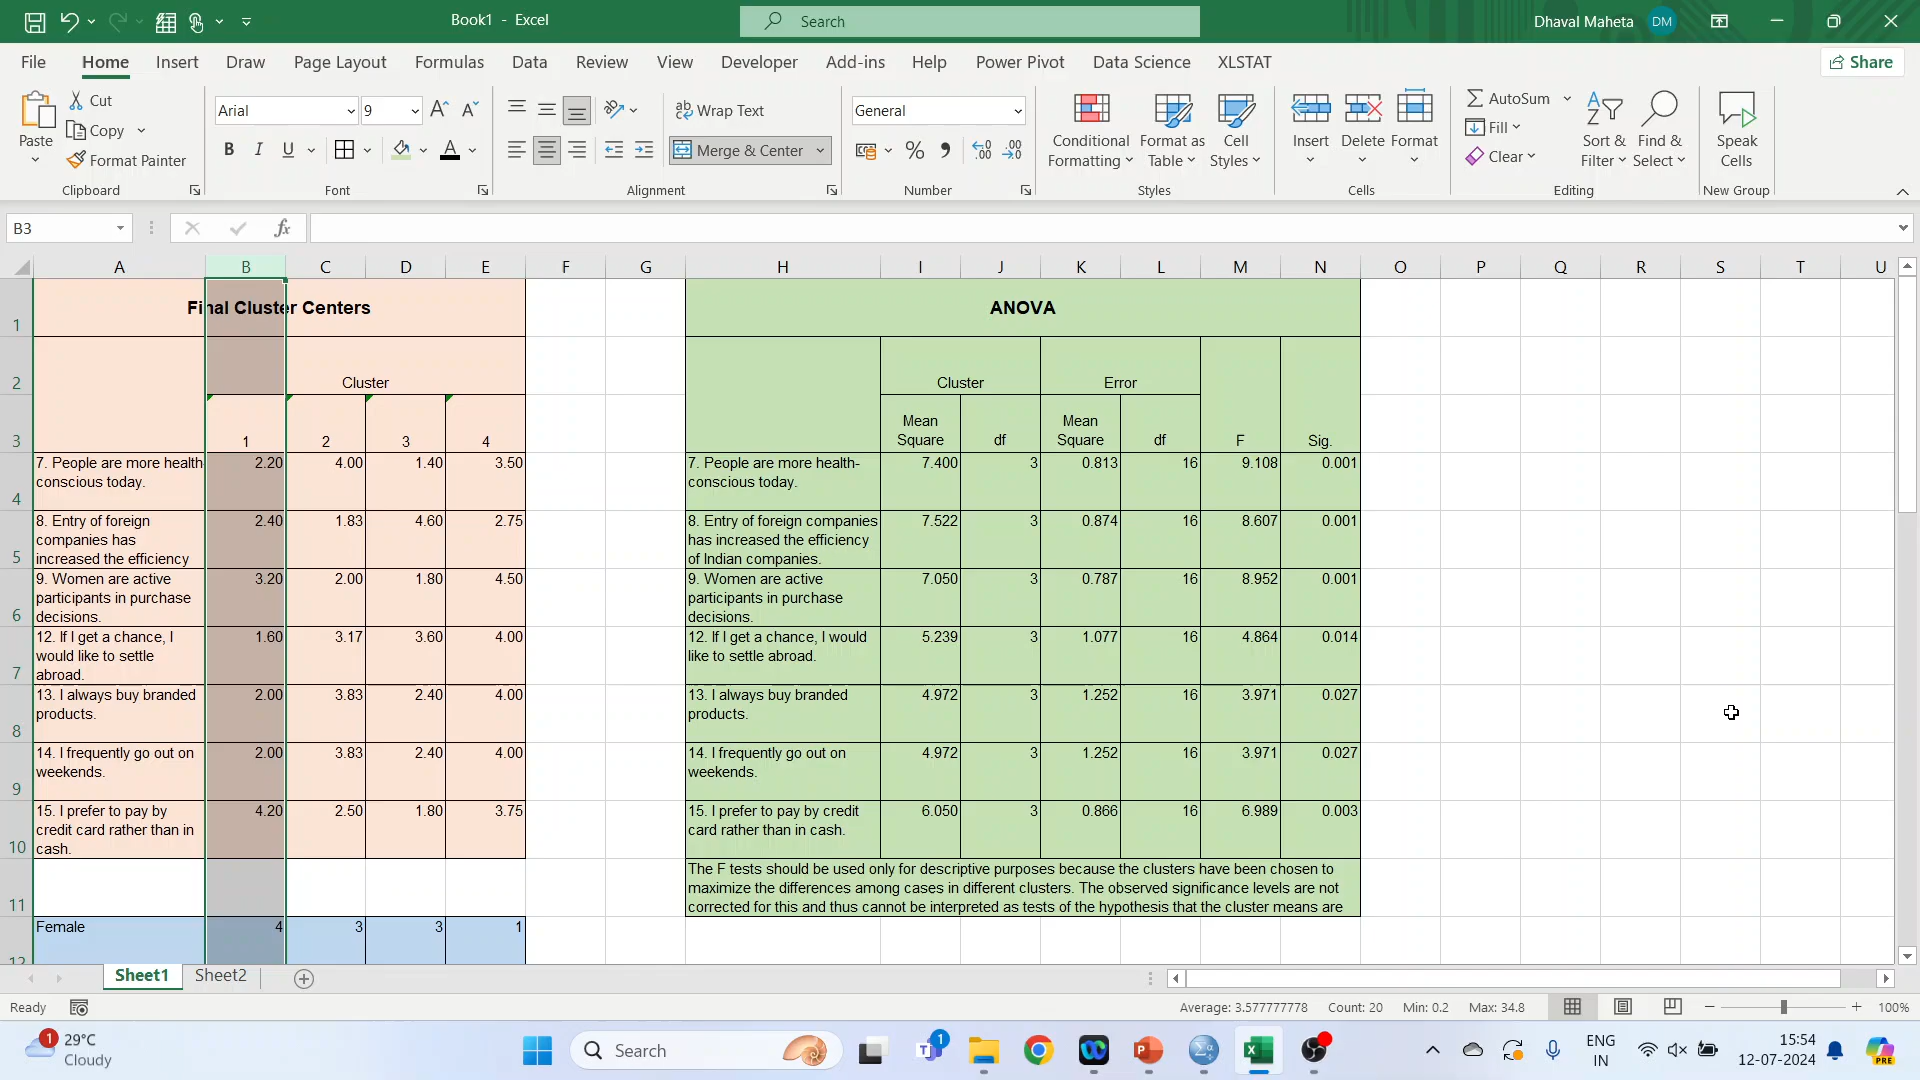 Book1 - Excel
Search
Dhaval Maheta
DM
File Home Insert Draw Page Layout Formulas Data Review View Developer Add-ins Help Power Pivot Data Science XLSTAT
Share
Paste
Cut
Copy
Format Painter
Clipboard
Arial
9
B I U
A
Font
Wrap Text
Merge & Center
Alignment
General
%
Number
Conditional
Formatting
Format as
Table
Cell
Styles
Styles
Insert
Delete
Format
Cells
AutoSum
Fill
Clear
Sort &
Filter
Find &
Select
Editing
Speak
Cells
New Group
B3
fx
A B C D E F G H I J K L M N O P Q R S T U
1
Final Cluster Centers
ANOVA
2
Cluster
Cluster
Error
3
1 2 3 4
Mean
Square
df
Mean
Square
df
F
Sig.
4
7. People are more health-
conscious today.
2.20 4.00 1.40 3.50
7. People are more health-
conscious today.
7.400 3 0.813 16 9.108 0.001
5
8. Entry of foreign
companies has
increased the efficiency
2.40 1.83 4.60 2.75
8. Entry of foreign companies
has increased the efficiency
of Indian companies.
7.522 3 0.874 16 8.607 0.001
6
9. Women are active
participants in purchase
decisions.
3.20 2.00 1.80 4.50
9. Women are active
participants in purchase
decisions.
7.050 3 0.787 16 8.952 0.001
7
12. If I get a chance, I
would like to settle
abroad.
1.60 3.17 3.60 4.00
12. If I get a chance, I would
like to settle abroad.
5.239 3 1.077 16 4.864 0.014
8
13. I always buy branded
products.
2.00 3.83 2.40 4.00
13. I always buy branded
products.
4.972 3 1.252 16 3.971 0.027
9
14. I frequently go out on
weekends.
2.00 3.83 2.40 4.00
14. I frequently go out on
weekends.
4.972 3 1.252 16 3.971 0.027
10
15. I prefer to pay by
credit card rather than in
cash.
4.20 2.50 1.80 3.75
15. I prefer to pay by credit
card rather than in cash.
6.050 3 0.866 16 6.989 0.003
11
The F tests should be used only for descriptive purposes because the clusters have been chosen to
maximize the differences among cases in different clusters. The observed significance levels are not
corrected for this and thus cannot be interpreted as tests of the hypothesis that the cluster means are
12
Female 4 3 3 1
Sheet1 Sheet2
Ready
Average: 3.577777778 Count: 20 Min: 0.2 Max: 34.8
100%
1
29°C
Cloudy
Search
1
ENG
IN
15:54
12-07-2024
PRE